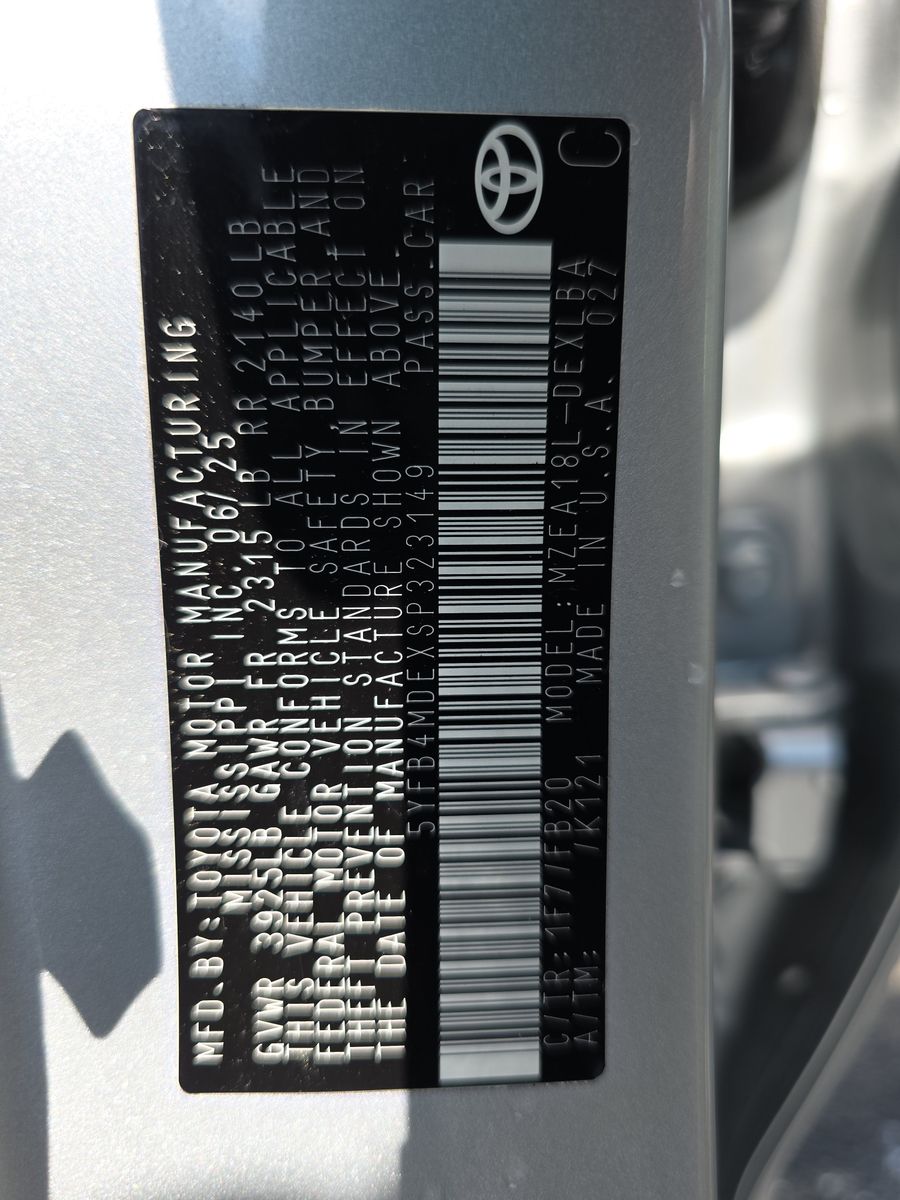 MFD.BY:TOYOTA MOTOR MANUFACTURING
MISSISSIPPI INC. 06/25
GVWR 3925LB GAWR FR 2315 LB RR 2140LB
THIS VEHICLE CONFORMS TO ALL APPLICABLE
FEDERAL MOTOR VEHICLE SAFETY BUMPER AND
THEFT PREVENTION STANDARDS IN EFFECT ON
THE DATE OF MANUFACTURE SHOWN ABOVE.
5YFB4MDEXSP323149 PASS.CAR
C/TR:1F7/FB20 MODEL:MZEA18L-DEXLBA
A/TM: /K121 MADE IN U.S.A. 027
C